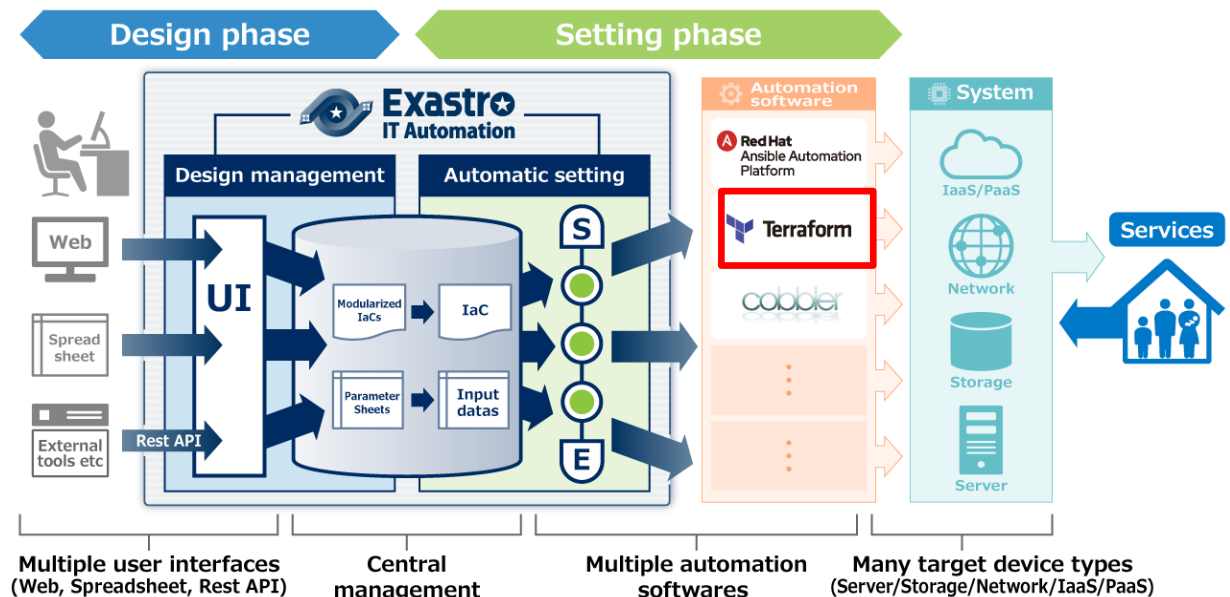 Design phase
Setting phase
Exastro
IT Automation
Automation
software
System
Design management
Automatic setting
Red Hat
Ansible Automation
Platform
IaaS/PaaS
Web
UI
S
Terraform
Services
Network
cobbler
Modularized
IaCs
IaC
Spread
sheet
Storage
Parameter
Sheets
Input
datas
External
tools etc
Rest API
E
Server
Multiple user interfaces
(Web, Spreadsheet, Rest API)
Central
management
Multiple automation
softwares
Many target device types
(Server/Storage/Network/IaaS/PaaS)